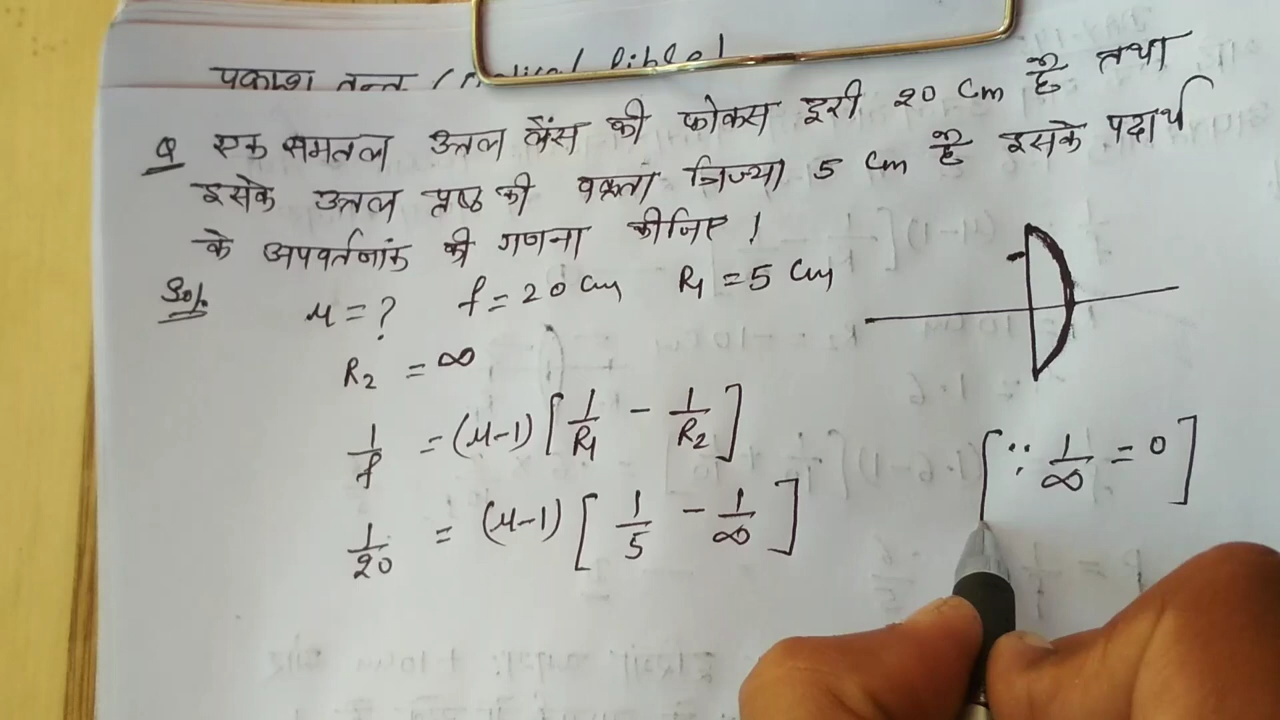 प्रकाश तन्त्र /
Q एक समतल उत्तल लैंस की फोकस दूरी 20 cm है तथा
इसके उत्तल पृष्ठ की वक्रता त्रिज्या 5 cm है इसके पदार्थ
के अपवर्तनांक की गणना कीजिए।
Sol. μ = ? f = 20 cm R₁ = 5 cm
R₂ = ∞
1/f = (μ-1) [1/R₁ - 1/R₂]
1/20 = (μ-1) [1/5 - 1/∞] [∵ 1/∞ = 0]